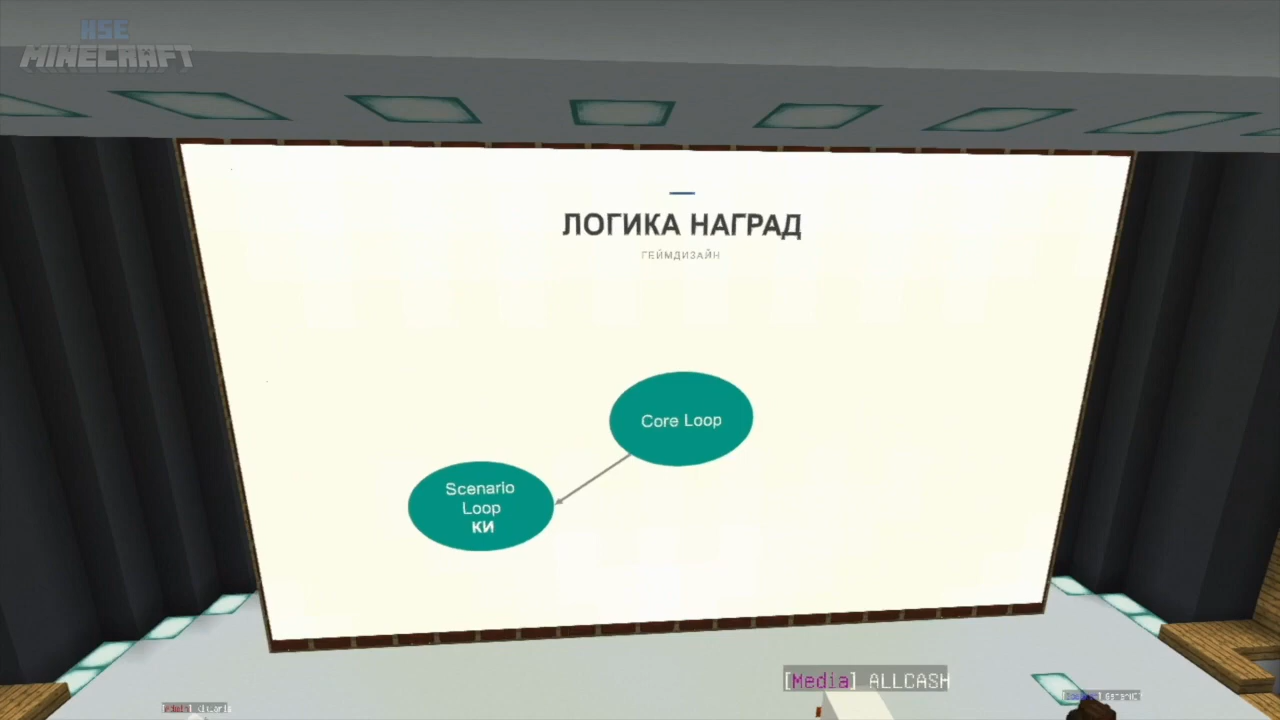 HSE
MINECRAFT
ЛОГИКА НАГРАД
ГЕЙМДИЗАЙН
Core Loop
Scenario
Loop
КИ
[Media] ALLCASH